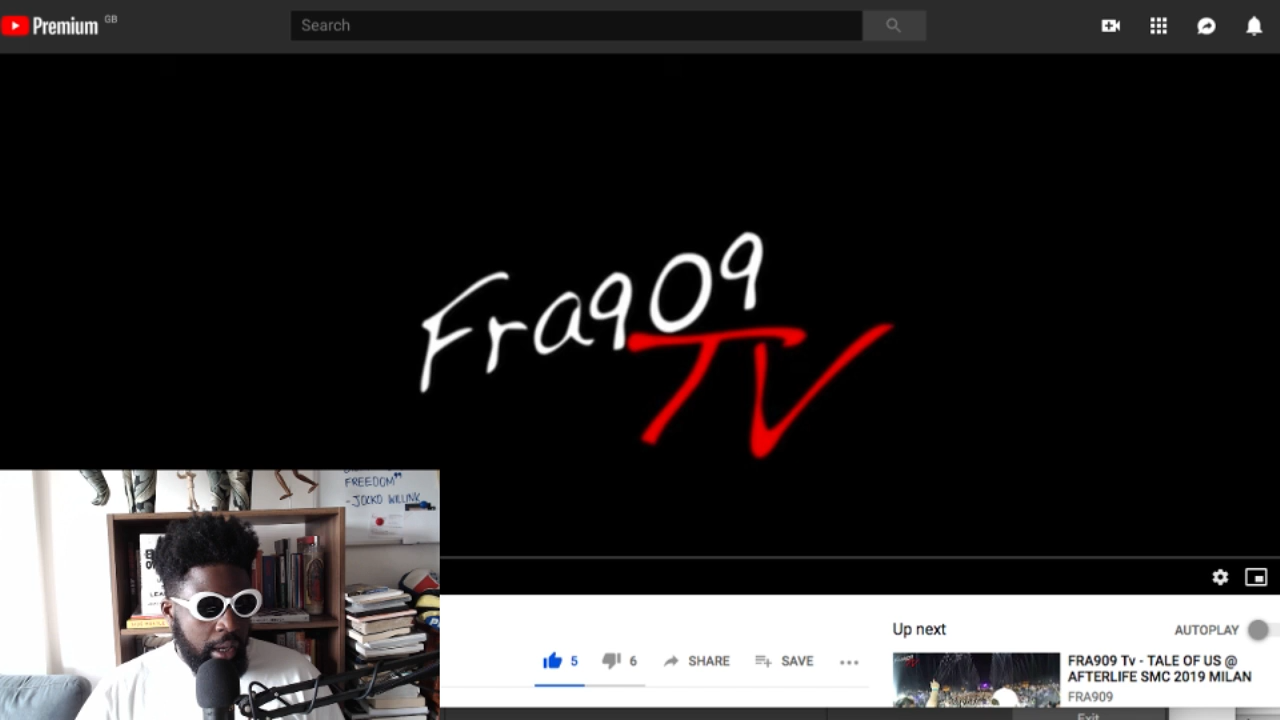 Premium GB
Search
Fra909
TV
FREEDOM"
-JOCKO WILLINK
Up next
AUTOPLAY
5
6
SHARE
SAVE
FRA909 Tv - TALE OF US @
AFTERLIFE SMC 2019 MILAN
FRA909
Exit